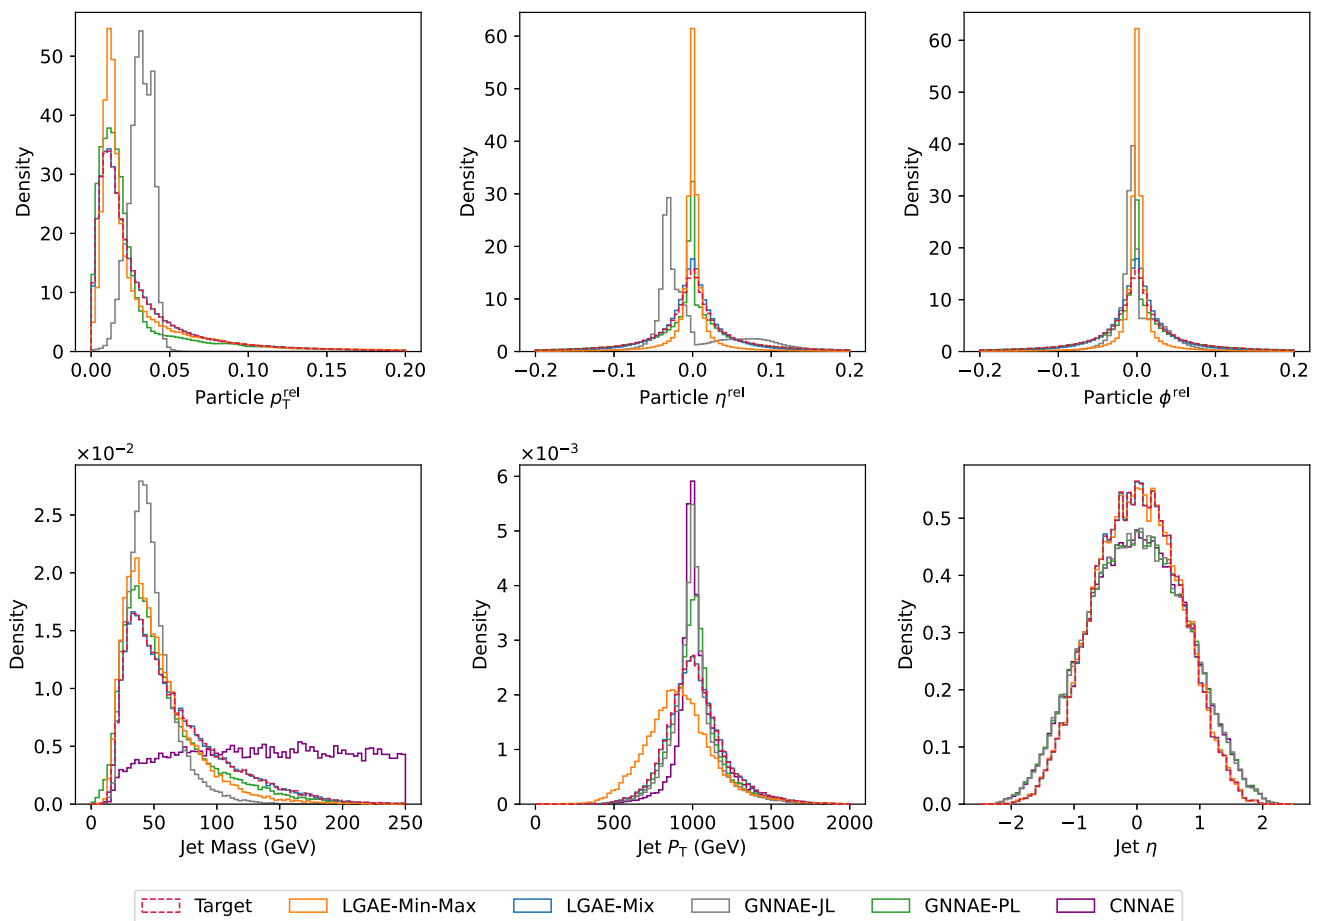 50
40
30
20
10
0
Density
0.00 0.05 0.10 0.15 0.20
Particle p_T^rel
60
50
40
30
20
10
0
Density
−0.2 −0.1 0.0 0.1 0.2
Particle η^rel
60
50
40
30
20
10
0
Density
−0.2 −0.1 0.0 0.1 0.2
Particle ϕ^rel
×10⁻²
2.5
2.0
1.5
1.0
0.5
0.0
Density
0 50 100 150 200 250
Jet Mass (GeV)
×10⁻³
6
5
4
3
2
1
0
Density
0 500 1000 1500 2000
Jet P_T (GeV)
0.5
0.4
0.3
0.2
0.1
0.0
Density
−2 −1 0 1 2
Jet η
Target LGAE-Min-Max LGAE-Mix GNNAE-JL GNNAE-PL CNNAE